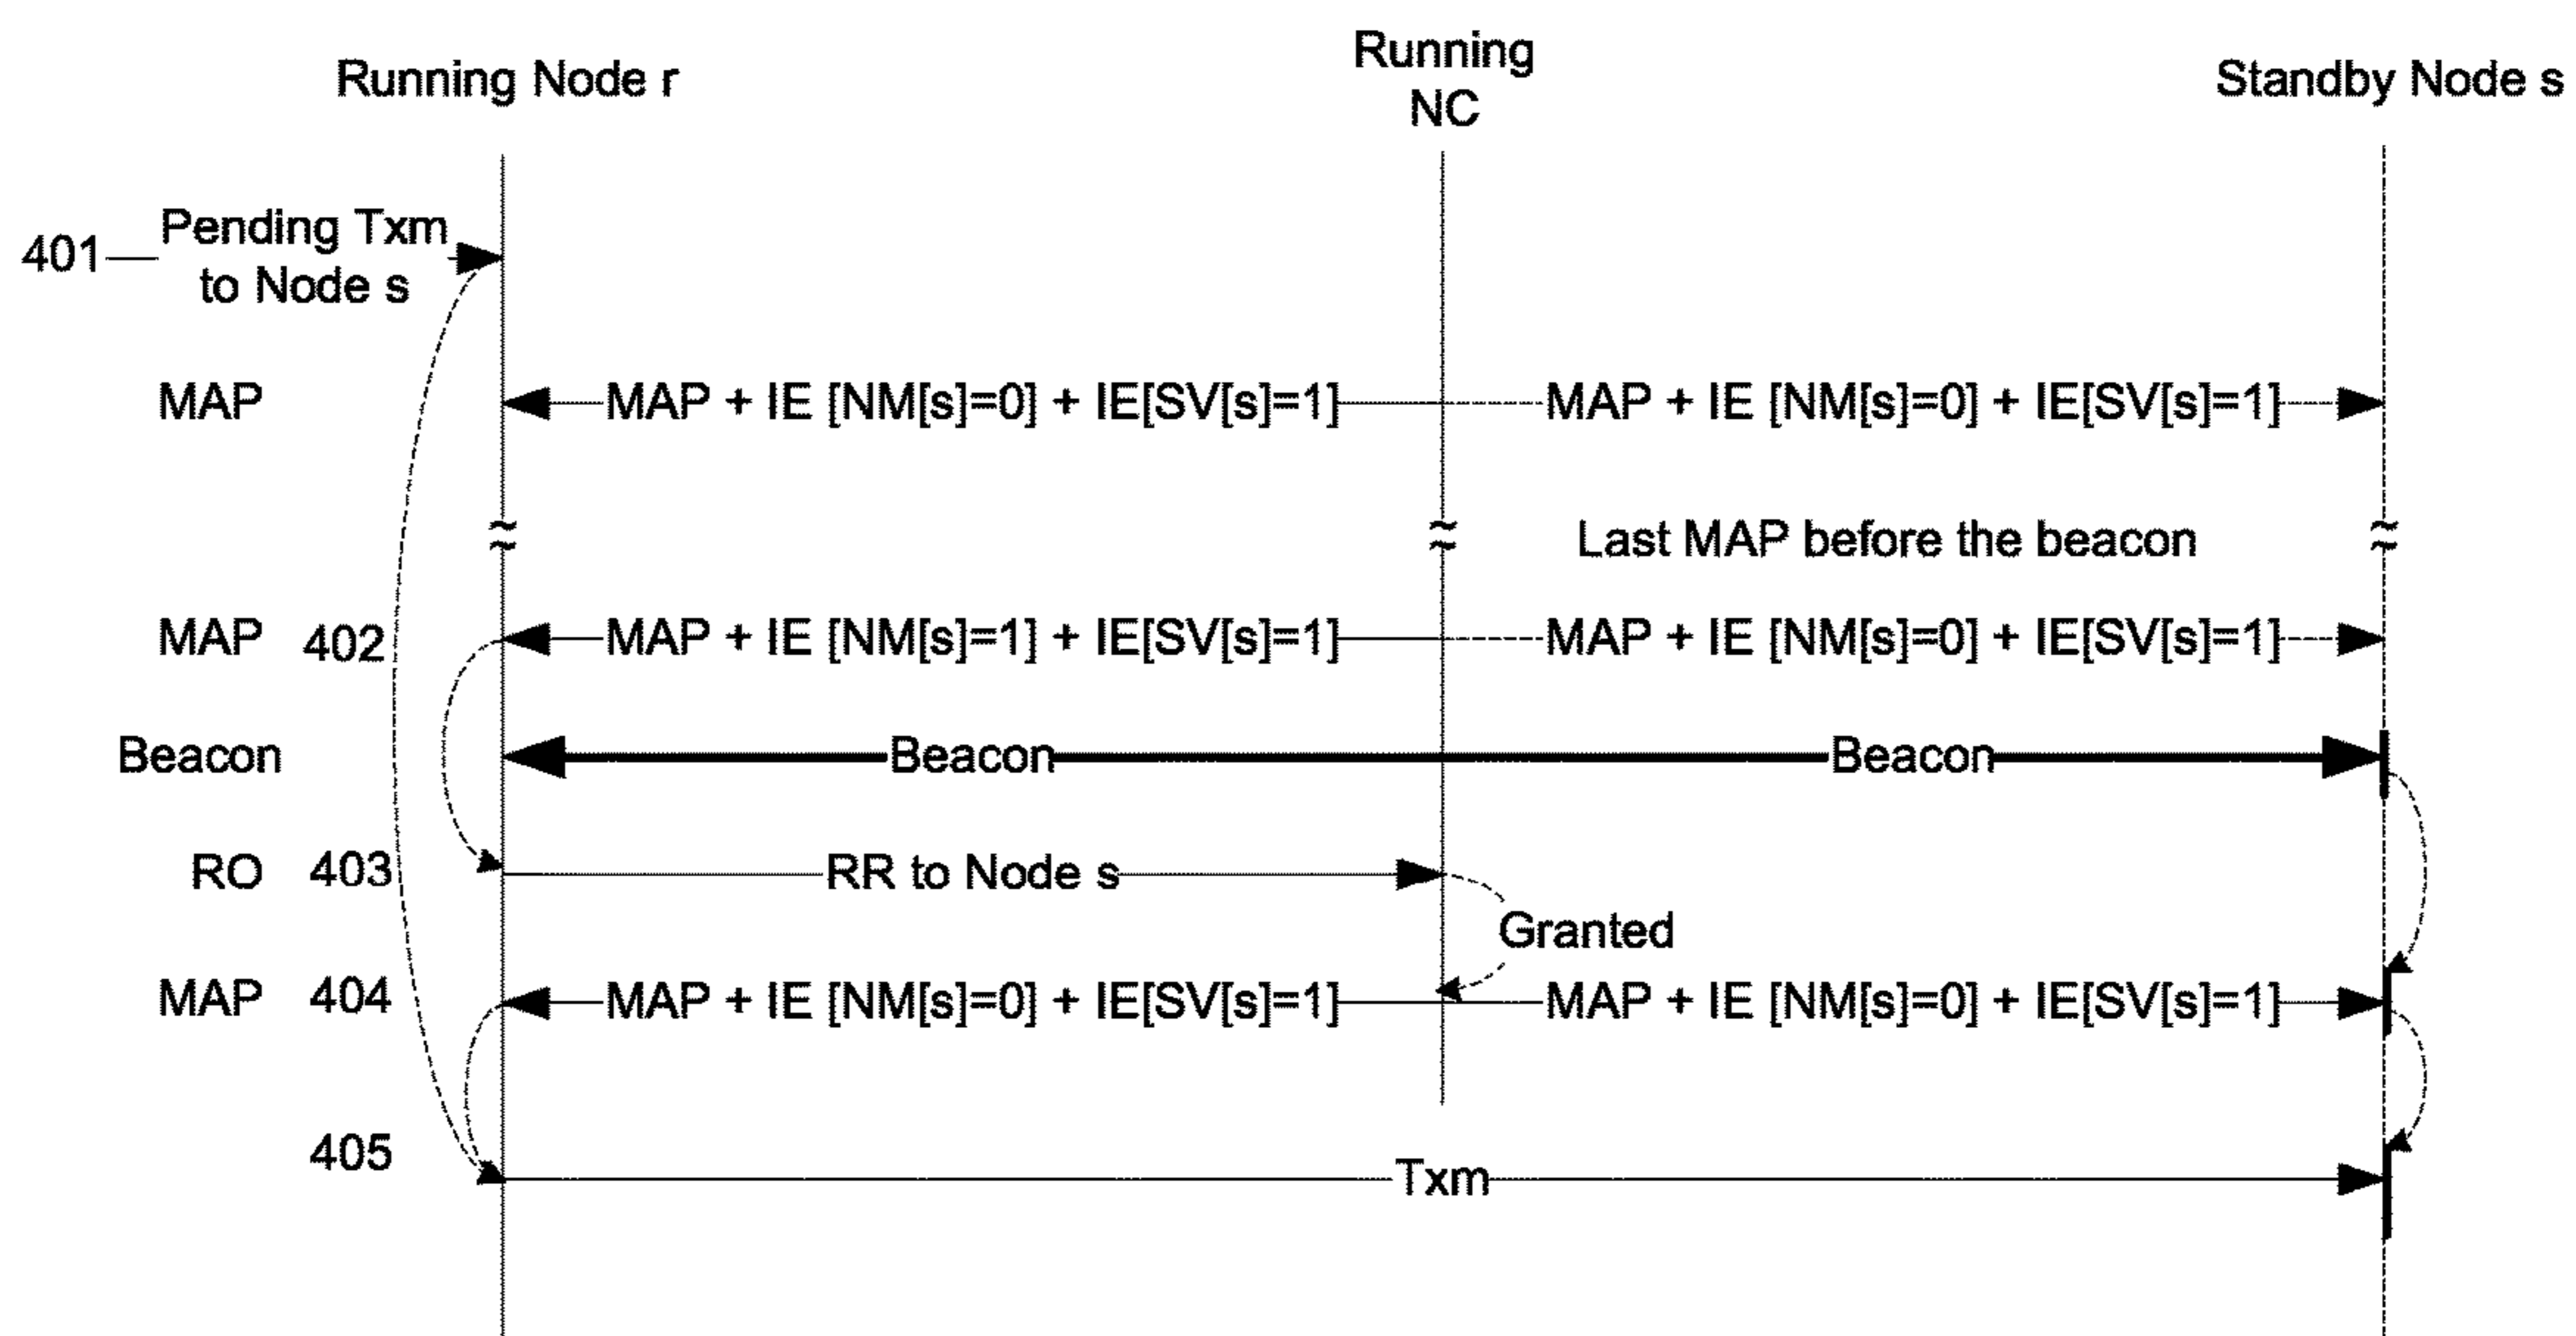 Running Node r
Running
NC
Standby Node s
401
Pending Txm
to Node s
MAP
MAP + IE [NM[s]=0] + IE[SV[s]=1]
MAP + IE [NM[s]=0] + IE[SV[s]=1]
Last MAP before the beacon
MAP
402
MAP + IE [NM[s]=1] + IE[SV[s]=1]
MAP + IE [NM[s]=0] + IE[SV[s]=1]
Beacon
Beacon
Beacon
RO
403
RR to Node s
Granted
MAP
404
MAP + IE [NM[s]=0] + IE[SV[s]=1]
MAP + IE [NM[s]=0] + IE[SV[s]=1]
405
Txm